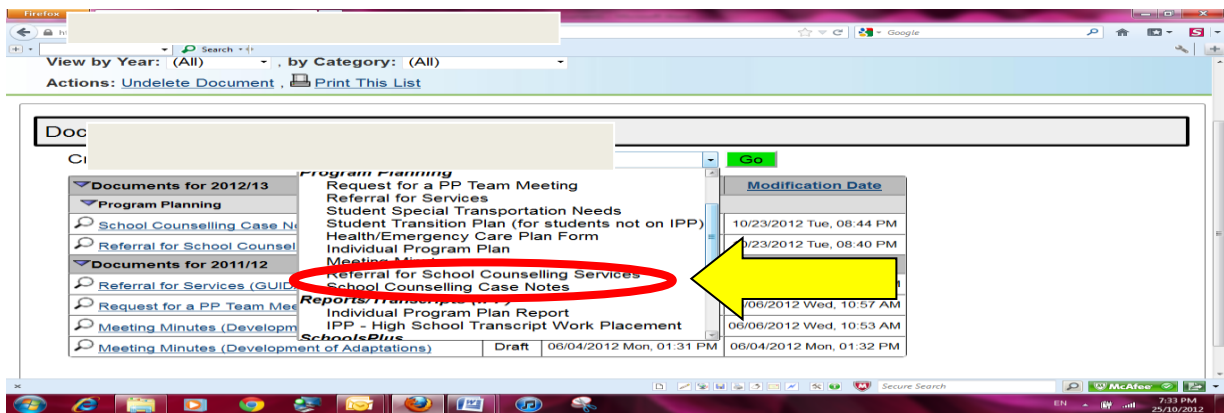 Firefox
Google
Search
View by Year: (All) , by Category: (All)
Actions: Undelete Document , Print This List
Doc
Go
Program Planning
Request for a PP Team Meeting
Referral for Services
Student Special Transportation Needs
Student Transition Plan (for students not on IPP)
Health/Emergency Care Plan Form
Individual Program Plan
Referral for School Counselling Services
School Counselling Case Notes
Reports/Transcripts
Individual Program Plan Report
IPP - High School Transcript Work Placement
SchoolsPlus
Documents for 2012/13 Modification Date
Program Planning
School Counselling Case 10/23/2012 Tue, 08:44 PM
Referral for School Counsel 10/23/2012 Tue, 08:40 PM
Documents for 2011/12
Referral for Services
Request for a PP Team 06/06/2012 Wed, 10:57 AM
Meeting Minutes (Developm 06/06/2012 Wed, 10:53 AM
Meeting Minutes (Development of Adaptations) Draft 06/04/2012 Mon, 01:31 PM 06/04/2012 Mon, 01:32 PM
Secure Search McAfee
EN 7:33 PM
25/10/2012